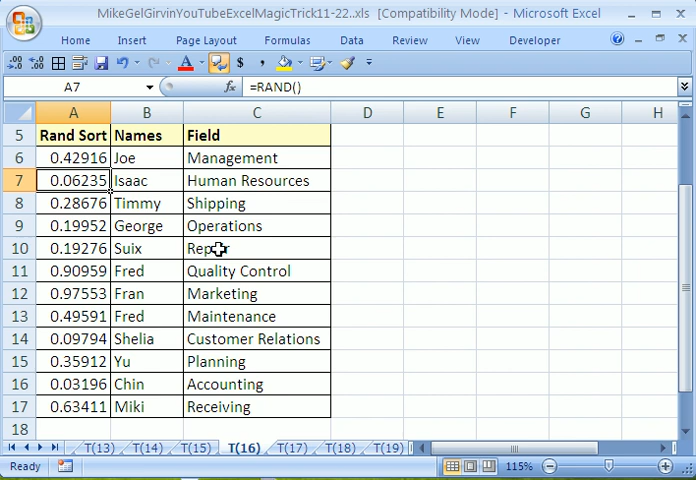 MikeGelGirvinYouTubeExcelMagicTrick11-22..xls [Compatibility Mode] - Microsoft Excel
Home Page Layout Formulas Data Review View Developer
A7 fx =RAND()
A B C D E F G H
5 Rand Sort Names Field
6 0.42916 Joe Management
7 0.06235 Isaac Human Resources
8 0.28676 Timmy Shipping
9 0.19952 George Operations
10 0.19276 Suix
11 0.90959 Fred Quality Control
12 0.97553 Fran Marketing
13 0.49591 Fred Maintenance
14 0.09794 Shelia Customer Relations
15 0.35912 Yu Planning
16 0.03196 Chin Accounting
17 0.63411 Miki Receiving
18
T(13) T(14) T(15) T(16) T(17) T(18) T(19)
Ready 115%